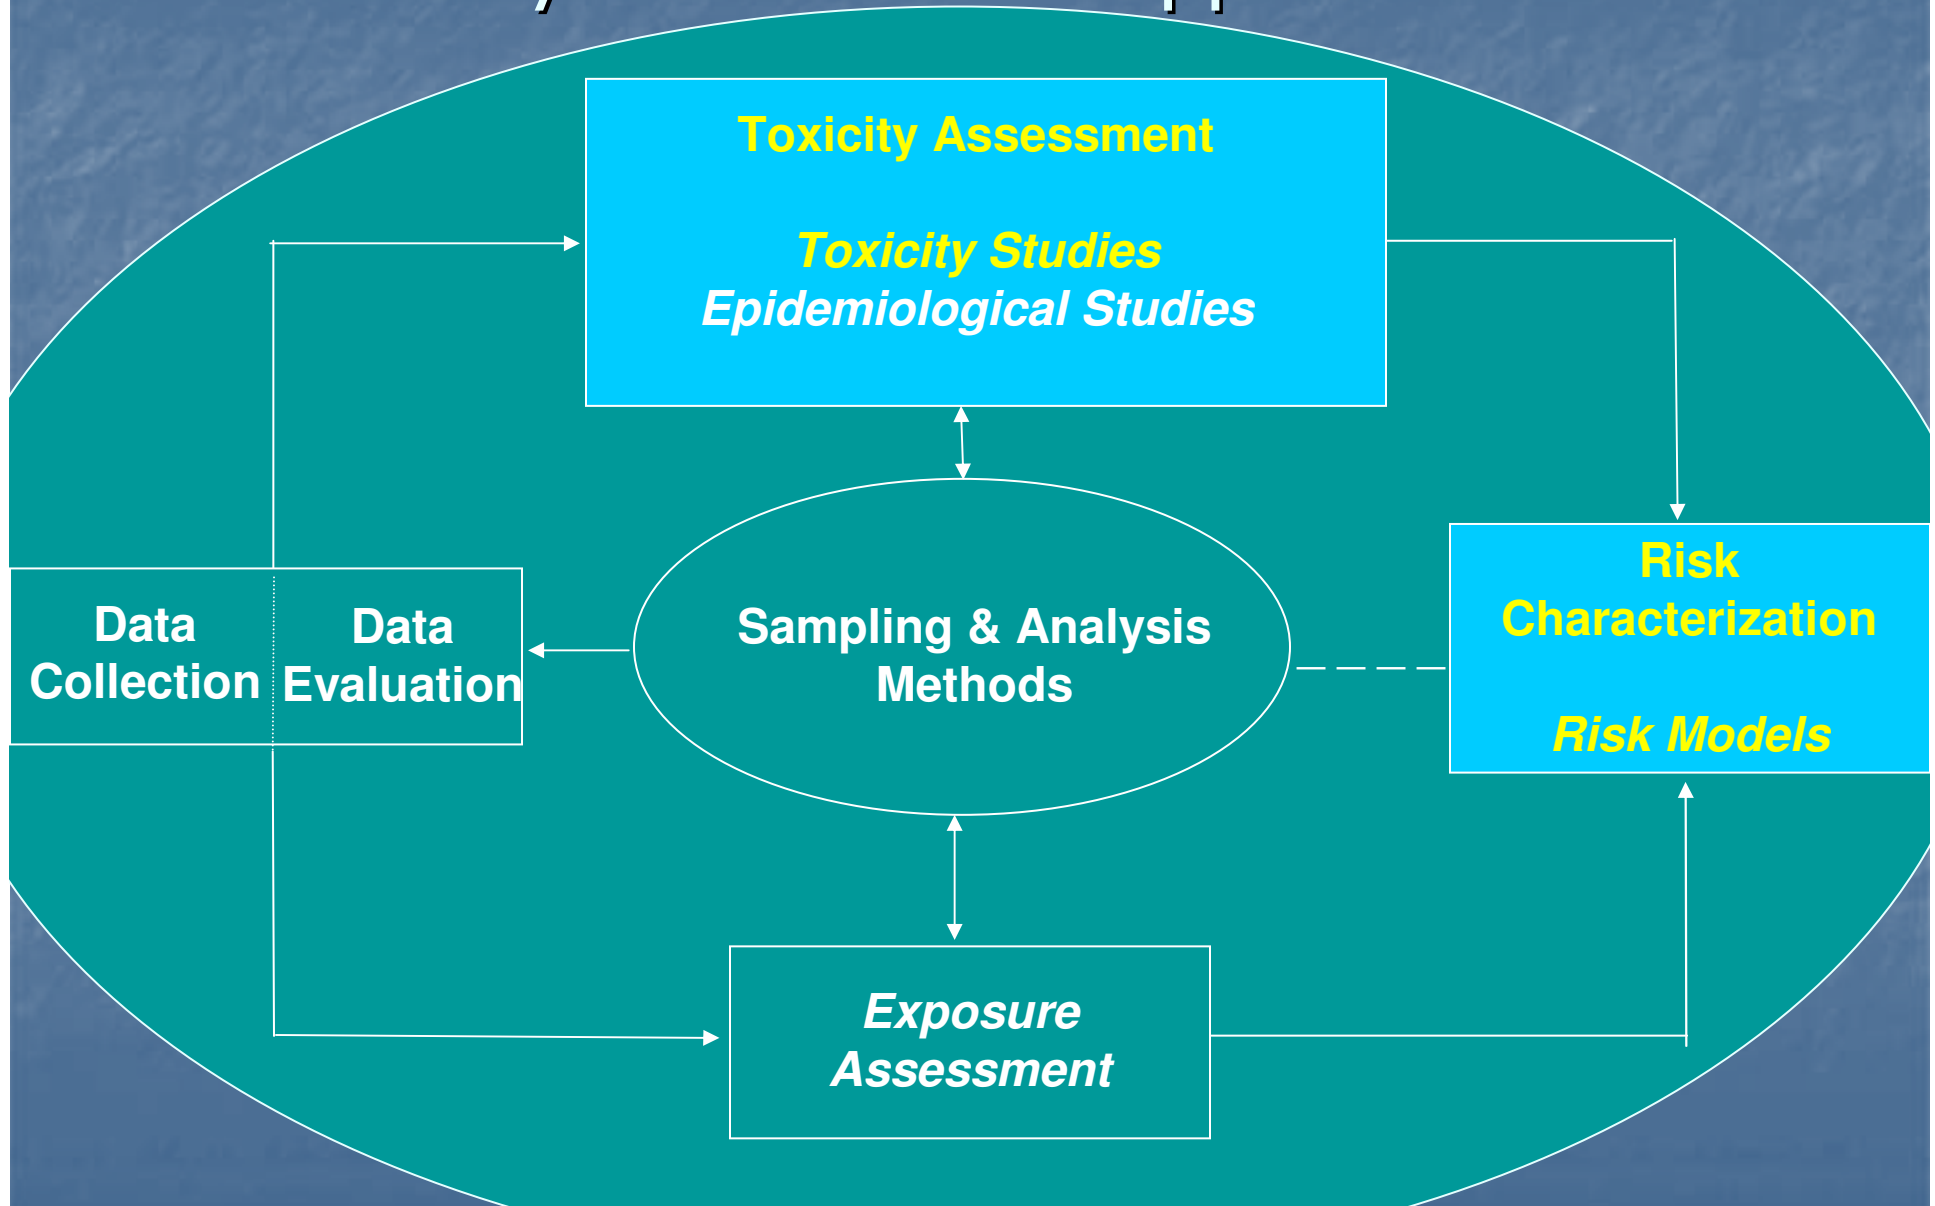 Toxicity Assessment
Toxicity Studies
Epidemiological Studies
Risk
Characterization
Risk Models
Data
Collection
Data
Evaluation
Sampling & Analysis
Methods
Exposure
Assessment